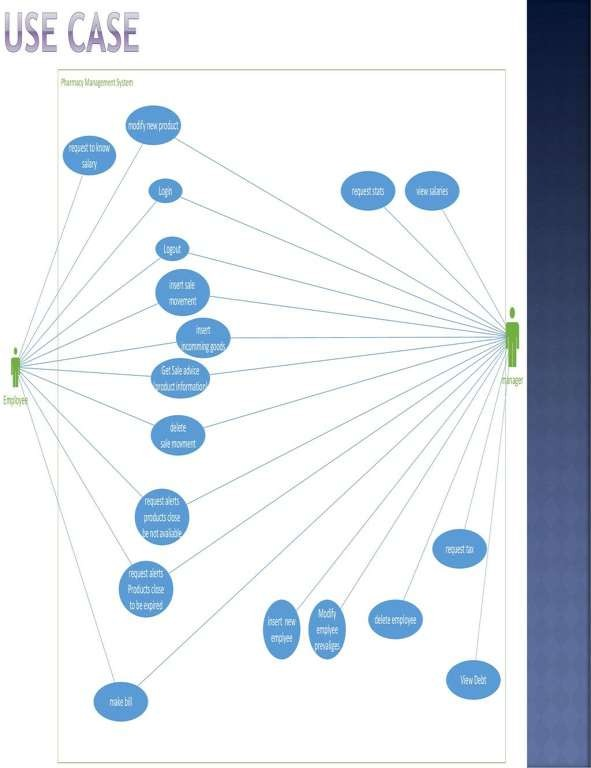 USE CASE
Pharmacy Management System
modify new product
request to know
salary
Login
request stats
view salaries
Logout
insert sale
movement
insert
incomming goods
Get Sale advice
(product information)
manager
Employee
delete
sale movment
request alerts
products close
be not avaliable
request tax
request alerts
Products close
to be expired
insert new
emplyee
Modify
emplyee
prevaliges
delete employee
View Debt
make bill